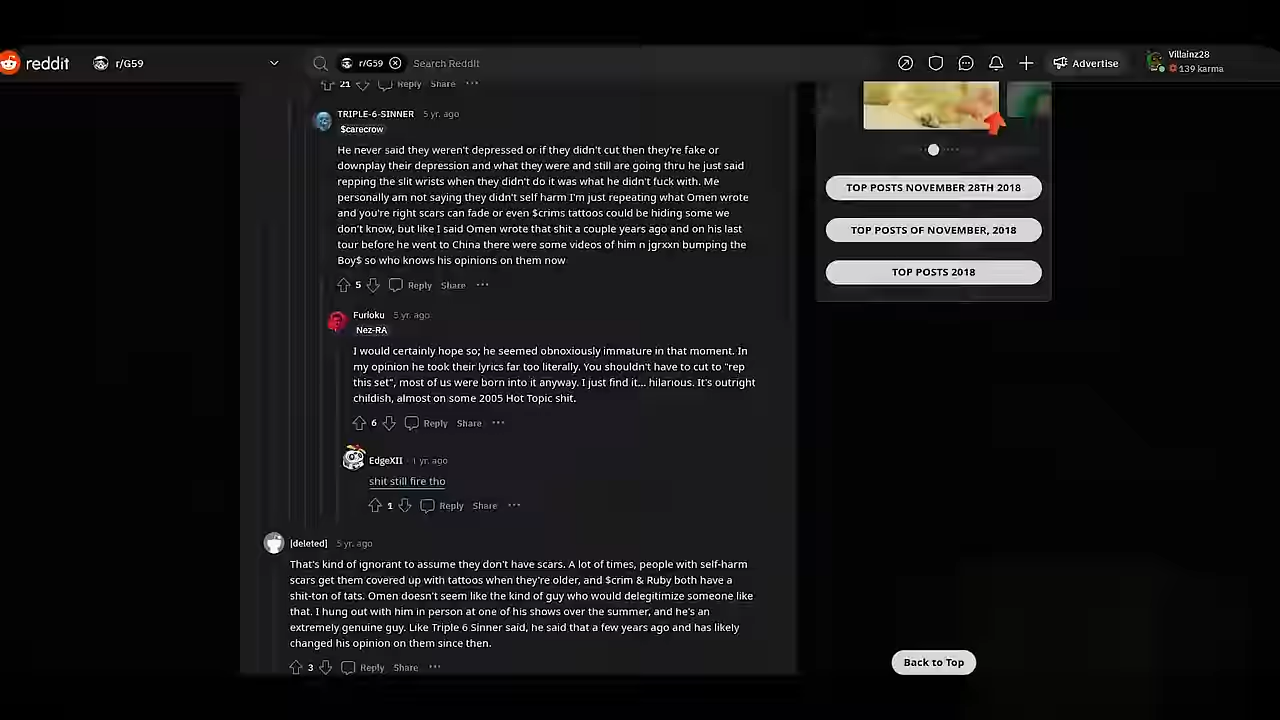 reddit r/G59 r/G59 Search Reddit Advertise Villainz28
139 karma
21 Reply Share
TRIPLE-6-SINNER 5 yr. ago
$carecrow
He never said they weren't depressed or if they didn't cut then they're fake or
downplay their depression and what they were and still are going thru he just said
repping the slit wrists when they didn't do it was what he didn't fuck with. Me
personally am not saying they didn't self harm I'm just repeating what Omen wrote
and you're right scars can fade or even $crims tattoos could be hiding some we
don't know, but like I said Omen wrote that shit a couple years ago and on his last
tour before he went to China there were some videos of him n jgrxxn bumping the
Boy$ so who knows his opinions on them now
5 Reply Share
Furloku 5 yr. ago
Nez-RA
I would certainly hope so; he seemed obnoxiously immature in that moment. In
my opinion he took their lyrics far too literally. You shouldn't have to cut to "rep
this set", most of us were born into it anyway. I just find it... hilarious. It's outright
childish, almost on some 2005 Hot Topic shit.
6 Reply Share
EdgeXII · 1 yr. ago
shit still fire tho
1 Reply Share
[deleted] 5 yr. ago
That's kind of ignorant to assume they don't have scars. A lot of times, people with self-harm
scars get them covered up with tattoos when they're older, and $crim & Ruby both have a
shit-ton of tats. Omen doesn't seem like the kind of guy who would delegitimize someone like
that. I hung out with him in person at one of his shows over the summer, and he's an
extremely genuine guy. Like Triple 6 Sinner said, he said that a few years ago and has likely
changed his opinion on them since then.
3 Reply Share
TOP POSTS NOVEMBER 28TH 2018
TOP POSTS OF NOVEMBER, 2018
TOP POSTS 2018
Back to Top